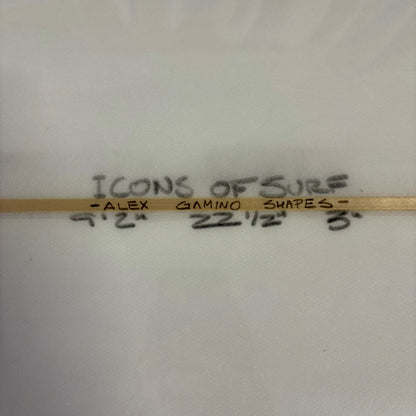 ICONS OF SURF
- ALEX GAMINO SHAPES -
9'2" 22 1/2" 3"